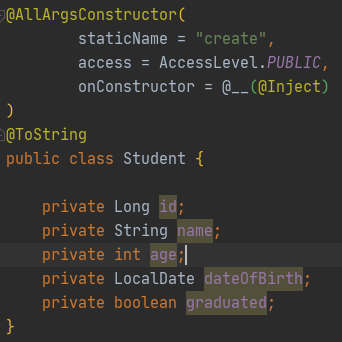 @AllArgsConstructor(
        staticName = "create",
        access = AccessLevel.PUBLIC,
        onConstructor = @__(@Inject)
)
@ToString
public class Student {
    private Long id;
    private String name;
    private int age;
    private LocalDate dateOfBirth;
    private boolean graduated;
}